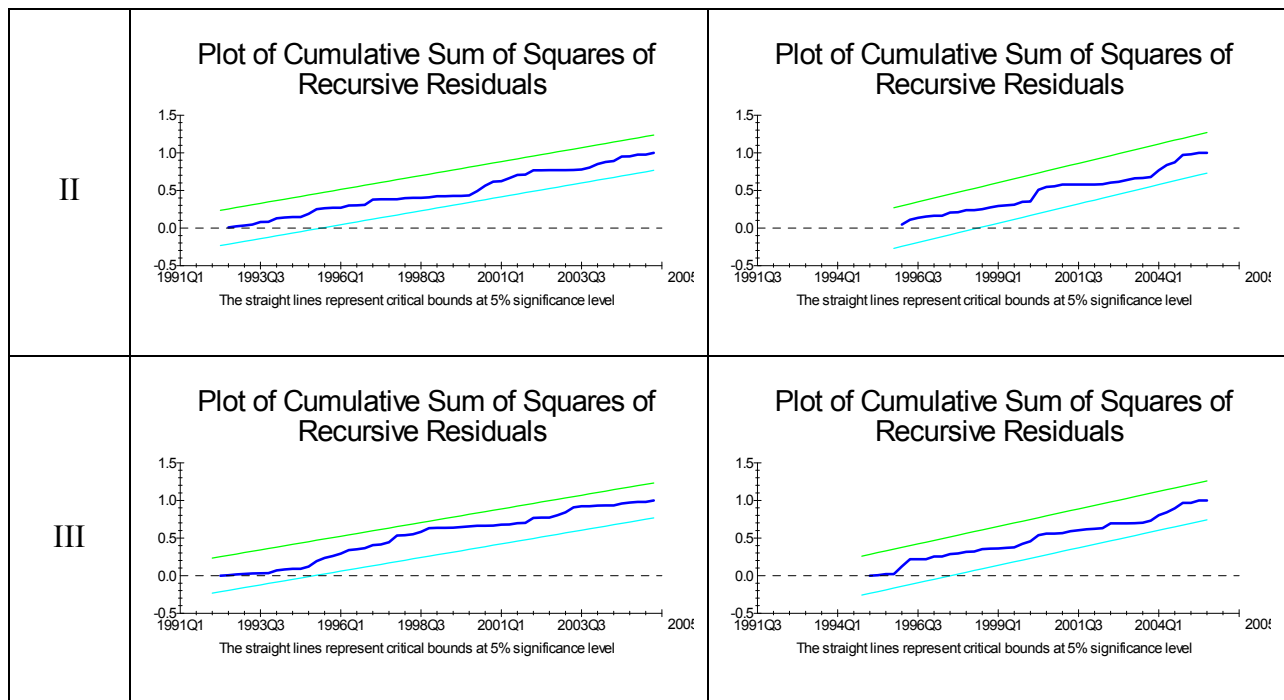 II
Plot of Cumulative Sum of Squares of
Recursive Residuals
1.5
1.0
0.5
0.0
-0.5
1991Q1 1993Q3 1996Q1 1998Q3 2001Q1 2003Q3 2005
The straight lines represent critical bounds at 5% significance level
Plot of Cumulative Sum of Squares of
Recursive Residuals
1.5
1.0
0.5
0.0
-0.5
1991Q3 1994Q1 1996Q3 1999Q1 2001Q3 2004Q1 2005
The straight lines represent critical bounds at 5% significance level
III
Plot of Cumulative Sum of Squares of
Recursive Residuals
1.5
1.0
0.5
0.0
-0.5
1991Q1 1993Q3 1996Q1 1998Q3 2001Q1 2003Q3 2005
The straight lines represent critical bounds at 5% significance level
Plot of Cumulative Sum of Squares of
Recursive Residuals
1.5
1.0
0.5
0.0
-0.5
1991Q3 1994Q1 1996Q3 1999Q1 2001Q3 2004Q1 2005
The straight lines represent critical bounds at 5% significance level